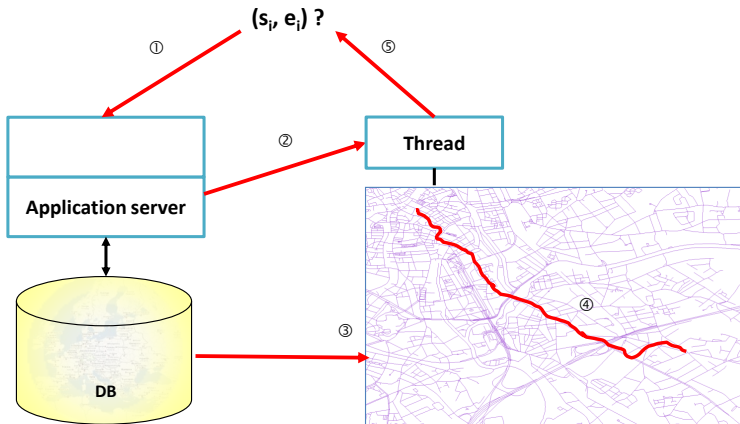 (sᵢ, eᵢ) ?
①
⑤
②
Thread
Application server
④
③
DB